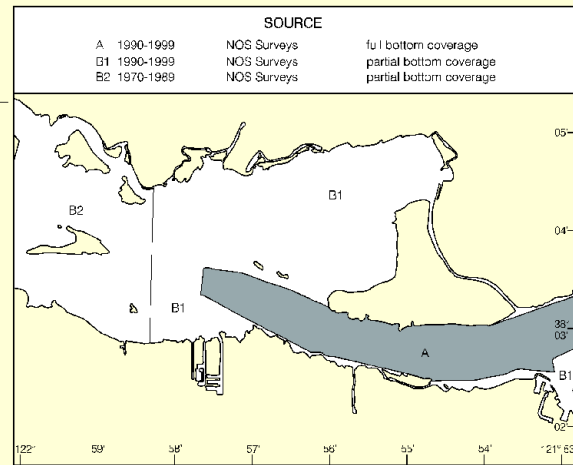 SOURCE
A 1990-1999 NOS Surveys full bottom coverage
B1 1990-1999 NOS Surveys partial bottom coverage
B2 1970-1989 NOS Surveys partial bottom coverage
05'
B1
B2
04'
B1
38°
03'
A
B1
02'
122° 59' 58' 57' 56' 55' 54' 121° 53'